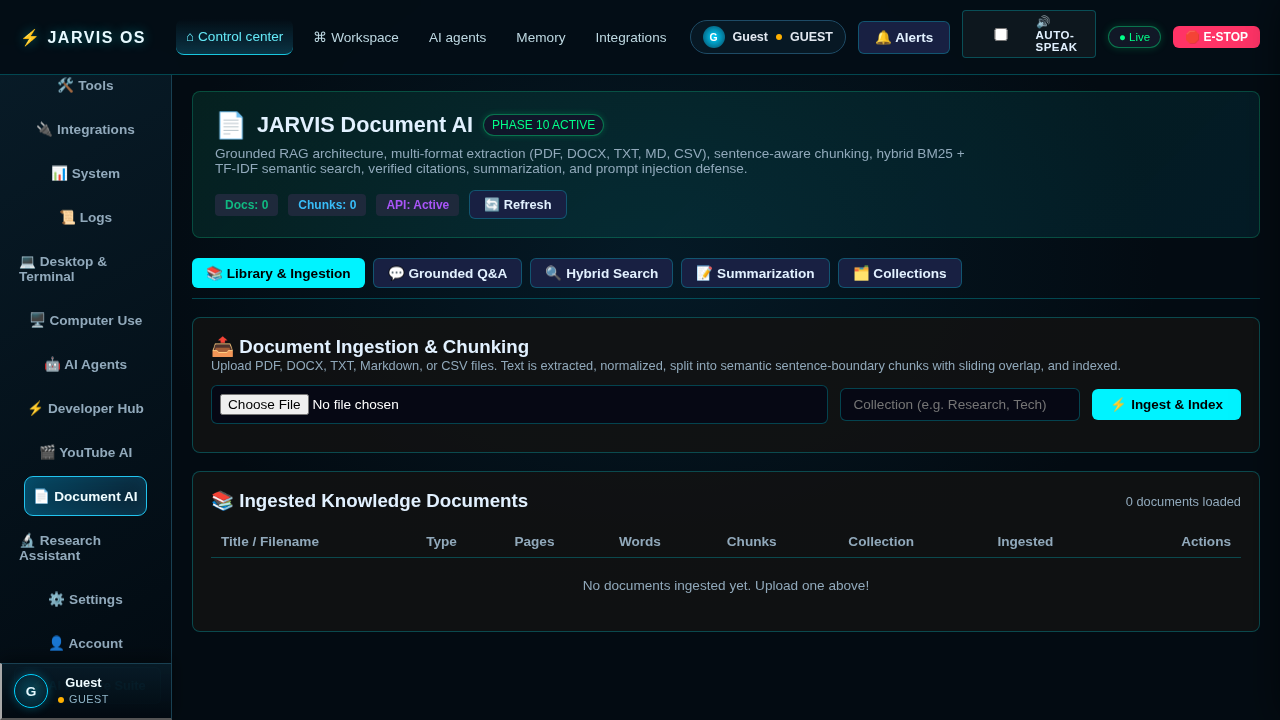 ⚡ JARVIS OS
⌂ Control center
⌘ Workspace
AI agents
Memory
Integrations
G Guest GUEST
🔔 Alerts
🔊 AUTO-SPEAK
● Live
🛑 E-STOP
🛠️ Tools
🔌 Integrations
📊 System
📜 Logs
💻 Desktop &
Terminal
🖥️ Computer Use
🤖 AI Agents
⚡ Developer Hub
🎬 YouTube AI
📄 Document AI
🔬 Research
Assistant
⚙️ Settings
👤 Account
G Guest
GUEST
📄 JARVIS Document AI PHASE 10 ACTIVE
Grounded RAG architecture, multi-format extraction (PDF, DOCX, TXT, MD, CSV), sentence-aware chunking, hybrid BM25 +
TF-IDF semantic search, verified citations, summarization, and prompt injection defense.
Docs: 0 Chunks: 0 API: Active 🔄 Refresh
📚 Library & Ingestion 💬 Grounded Q&A 🔍 Hybrid Search 📝 Summarization 🗂️ Collections
📤 Document Ingestion & Chunking
Upload PDF, DOCX, TXT, Markdown, or CSV files. Text is extracted, normalized, split into semantic sentence-boundary chunks with sliding overlap, and indexed.
Choose File No file chosen Collection (e.g. Research, Tech) ⚡ Ingest & Index
📚 Ingested Knowledge Documents 0 documents loaded
Title / Filename Type Pages Words Chunks Collection Ingested Actions
No documents ingested yet. Upload one above!